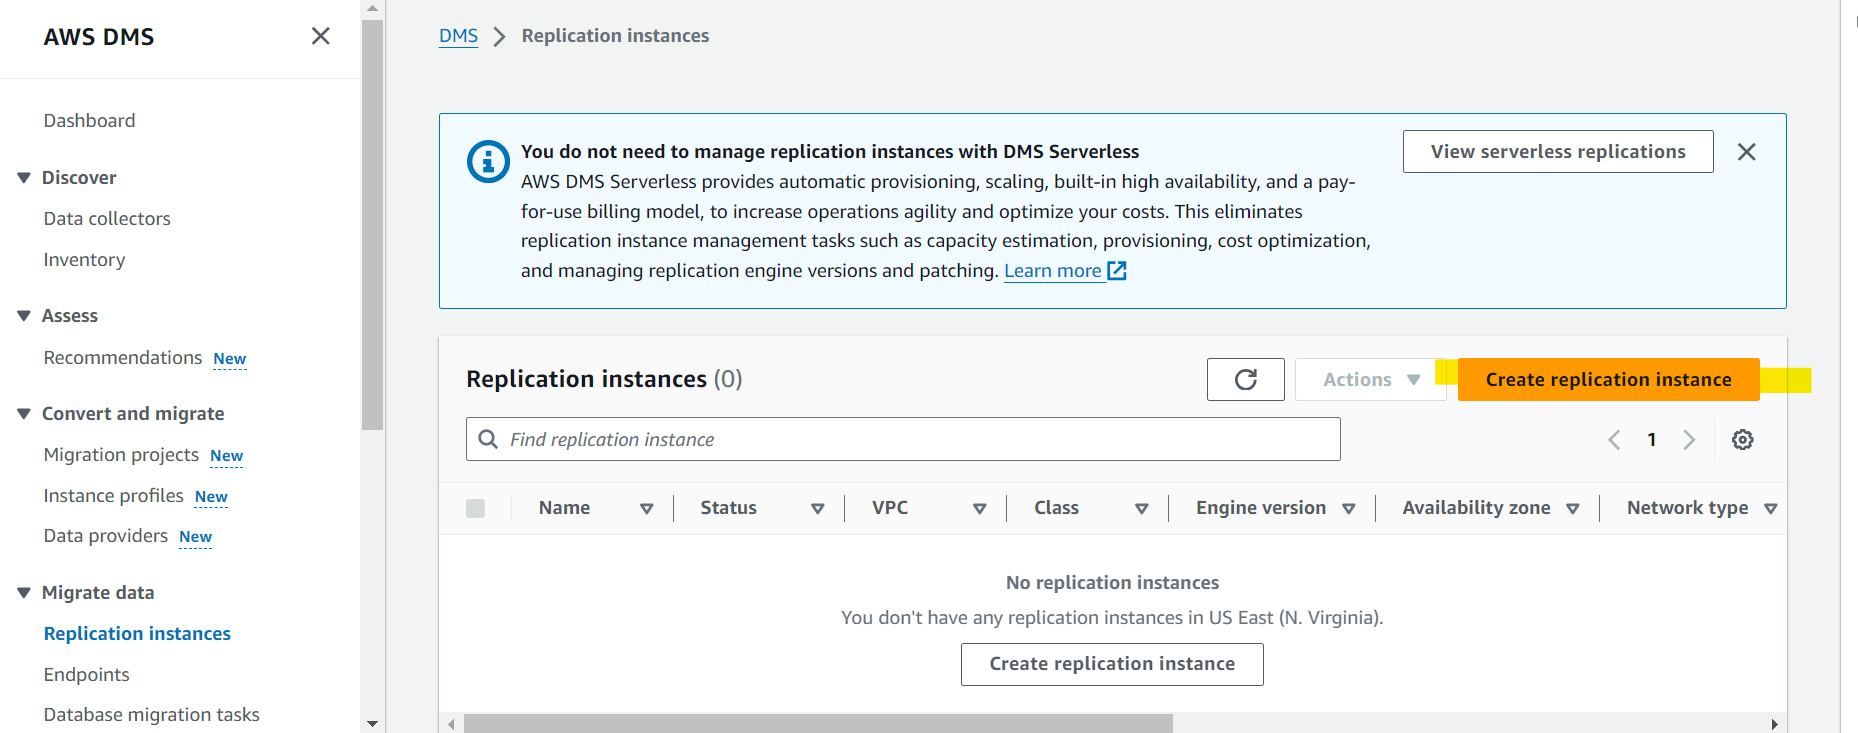 AWS DMS
Dashboard
Discover
Data collectors
Inventory
Assess
Recommendations New
Convert and migrate
Migration projects New
Instance profiles New
Data providers New
Migrate data
Replication instances
Endpoints
Database migration tasks
DMS Replication instances
You do not need to manage replication instances with DMS Serverless
AWS DMS Serverless provides automatic provisioning, scaling, built-in high availability, and a pay-
for-use billing model, to increase operations agility and optimize your costs. This eliminates
replication instance management tasks such as capacity estimation, provisioning, cost optimization,
and managing replication engine versions and patching. Learn more
View serverless replications
Replication instances (0)
Actions
Create replication instance
Find replication instance
1
Name Status VPC Class Engine version Availability zone Network type
No replication instances
You don't have any replication instances in US East (N. Virginia).
Create replication instance